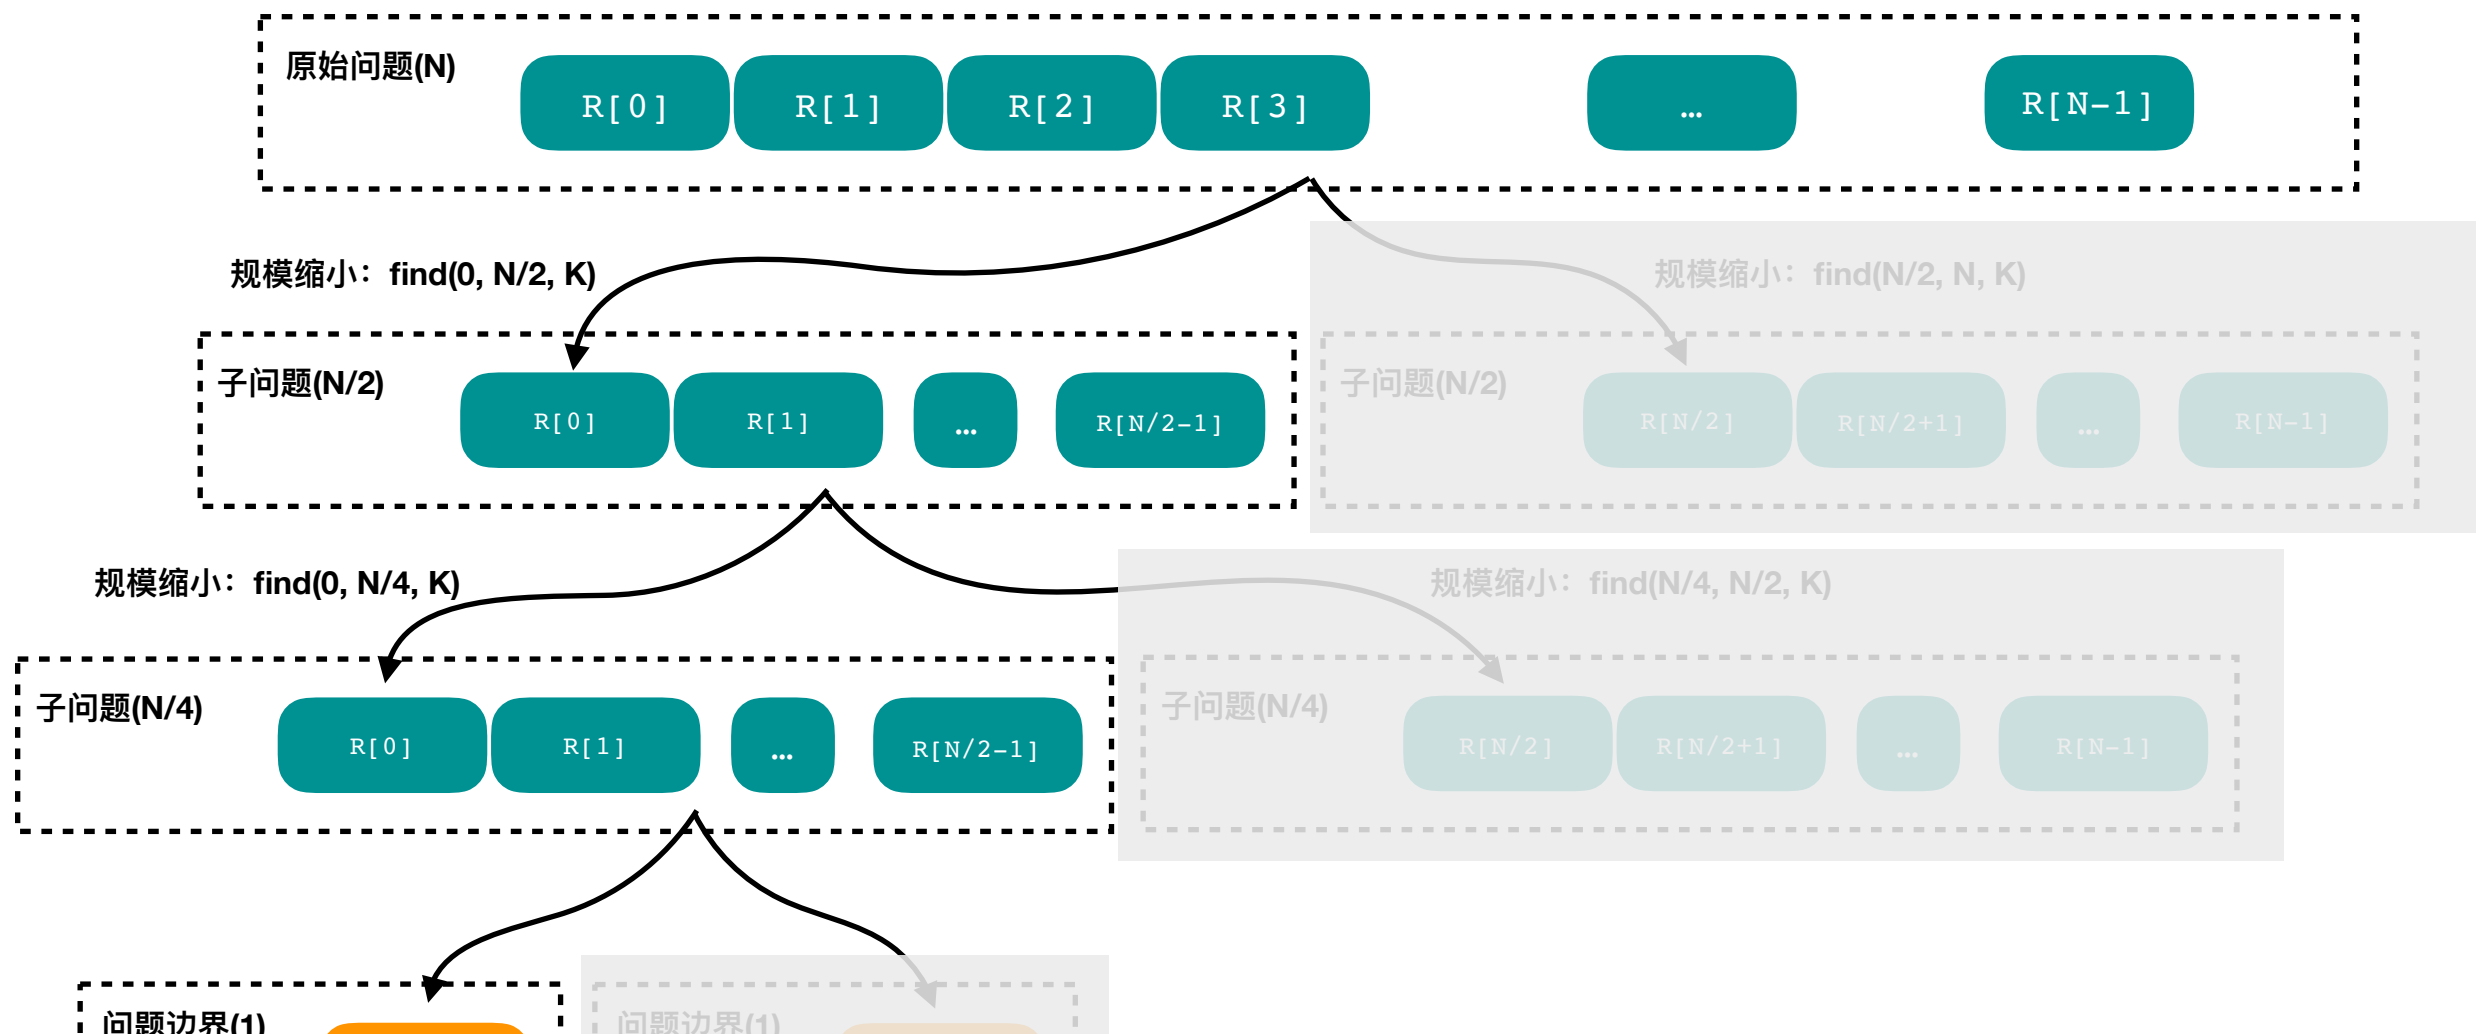 原始问题(N)
R[0] R[1] R[2] R[3] ... R[N-1]
规模缩小：find(0, N/2, K)
规模缩小：find(N/2, N, K)
子问题(N/2)
R[0] R[1] ... R[N/2-1]
子问题(N/2)
R[N/2] R[N/2+1] ... R[N-1]
规模缩小：find(0, N/4, K)
规模缩小：find(N/4, N/2, K)
子问题(N/4)
R[0] R[1] ... R[N/2-1]
子问题(N/4)
R[N/2] R[N/2+1] ... R[N-1]
问题边界(1)
问题边界(1)